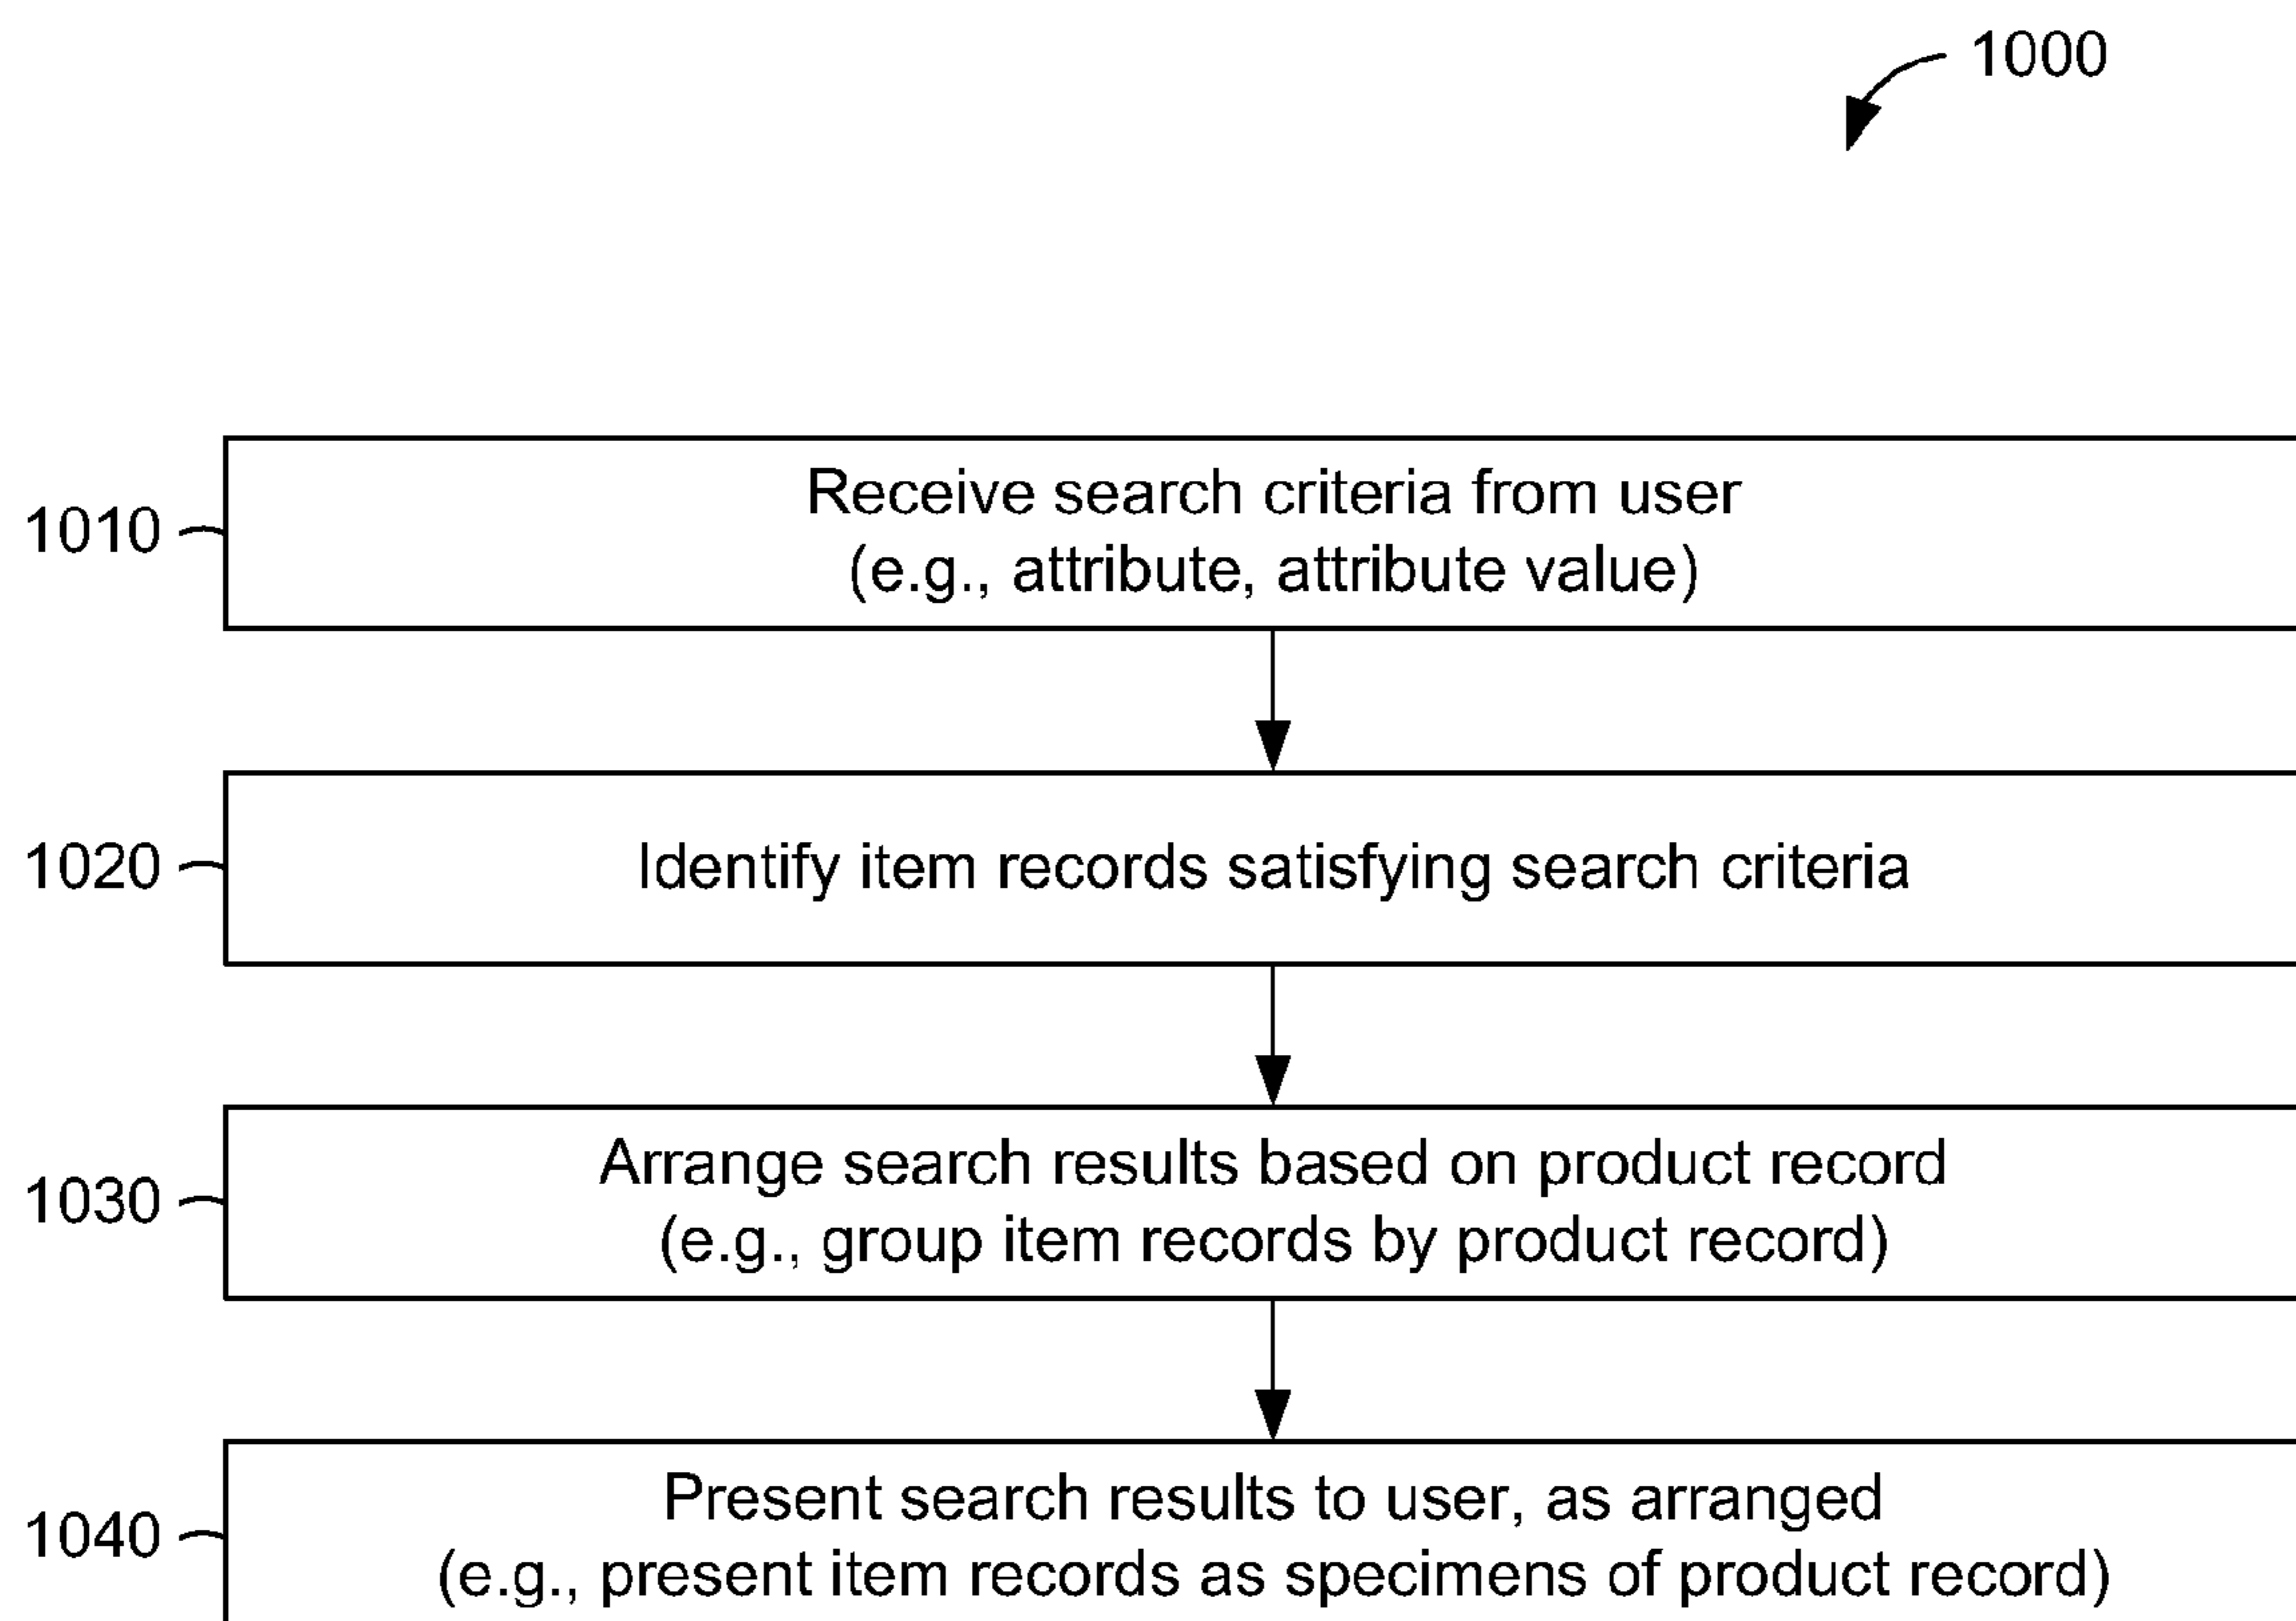 1000
1010
Receive search criteria from user
(e.g., attribute, attribute value)
1020
Identify item records satisfying search criteria
1030
Arrange search results based on product record
(e.g., group item records by product record)
1040
Present search results to user, as arranged
(e.g., present item records as specimens of product record)